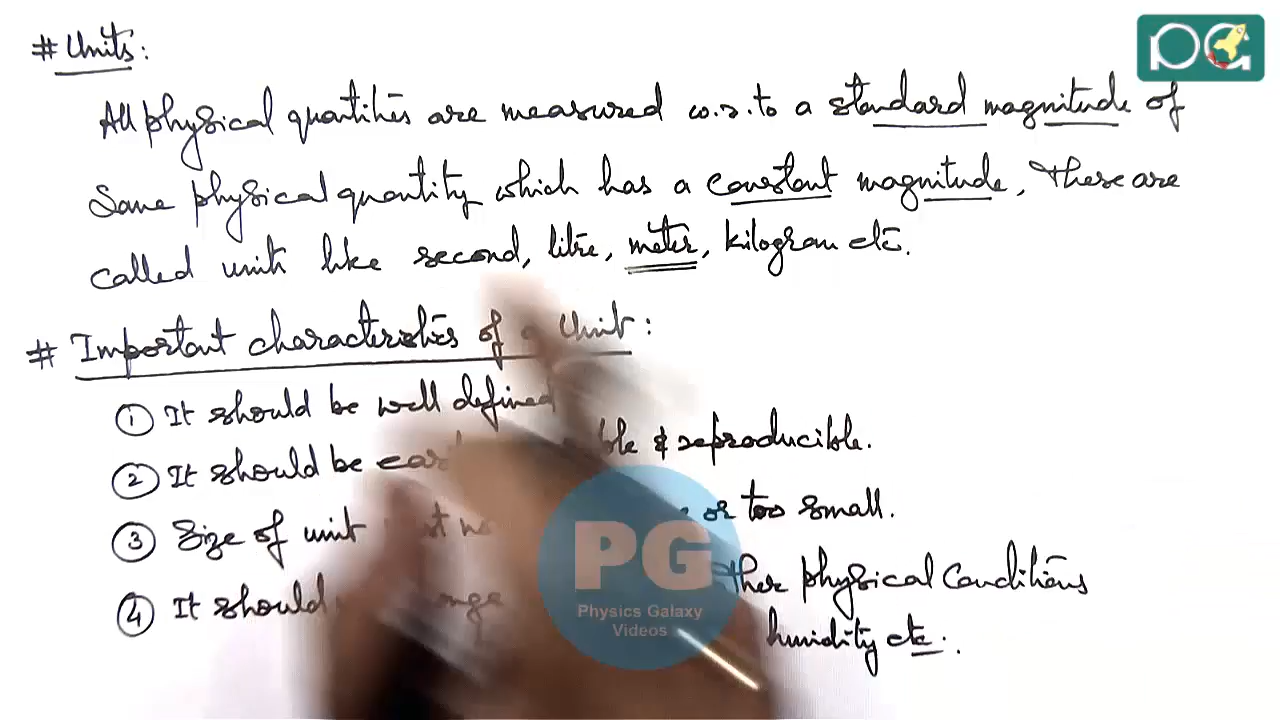 # Units:
All physical quantities are measured w.r. to a standard magnitude of
Same physical quantity which has a constant magnitude, these are
called units like second, litre, meter, kilogram etc.
# Important characteristics of a Unit:
① It should be well defined
② It should be & reproducible.
③ Size of unit or too small.
④ It should physical conditions
humidity etc.
PG
PG
Physics Galaxy
Videos